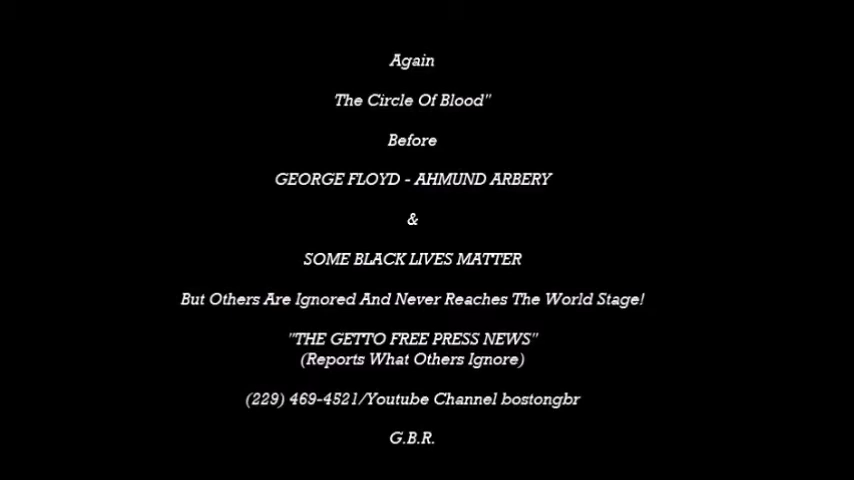 Again
The Circle Of Blood"
Before
GEORGE FLOYD - AHMUND ARBERY
&
SOME BLACK LIVES MATTER
But Others Are Ignored And Never Reaches The World Stage!
"THE GETTO FREE PRESS NEWS"
(Reports What Others Ignore)
(229) 469-4521/Youtube Channel bostongbr
G.B.R.